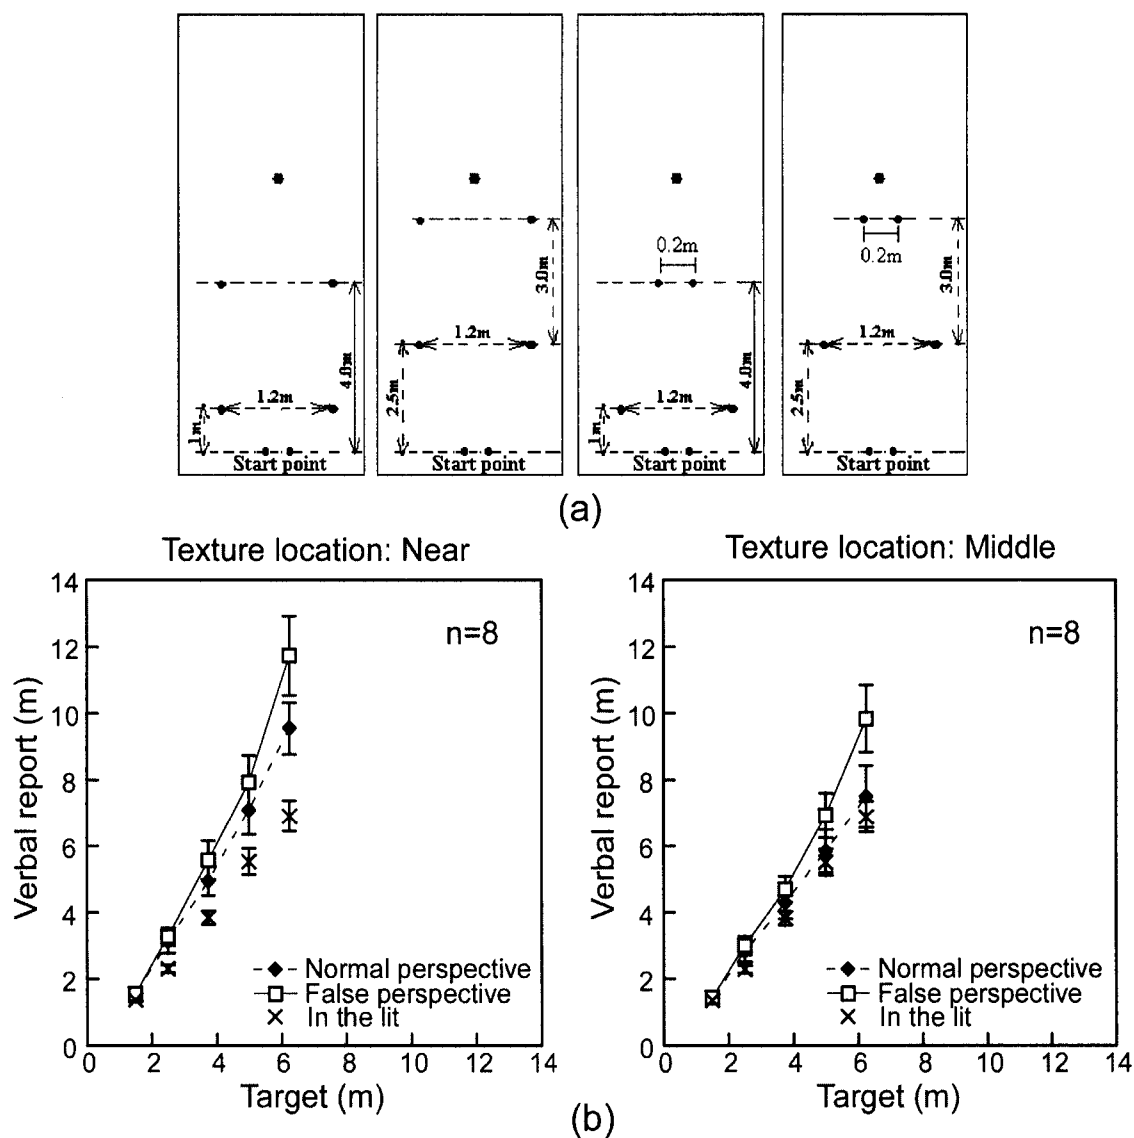 4.0m
1.2m
1m
Start point
3.0m
1.2m
2.5m
Start point
0.2m
4.0m
1.2m
1m
Start point
0.2m
3.0m
1.2m
2.5m
Start point
(a)
Texture location: Near
14
12
10
8
6
4
2
0
Verbal report (m)
n=8
Normal perspective
False perspective
In the lit
0 2 4 6 8 10 12 14
Target (m)
Texture location: Middle
14
12
10
8
6
4
2
0
Verbal report (m)
n=8
Normal perspective
False perspective
In the lit
0 2 4 6 8 10 12 14
Target (m)
(b)